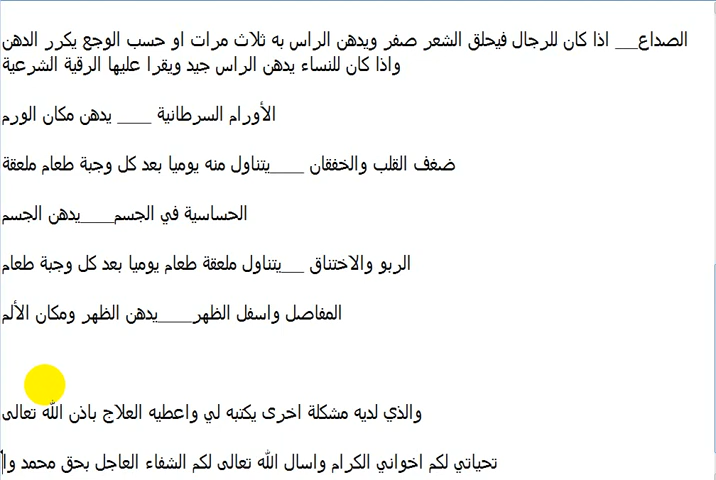 الصداع___ اذا كان للرجال فيحلق الشعر صفر ويدهن الراس به ثلاث مرات او حسب الوجع يكرر الدهن
واذا كان للنساء يدهن الراس جيد ويقرا عليها الرقية الشرعية
الأورام السرطانية ____ يدهن مكان الورم
ضغف القلب والخفقان ____يتناول منه يوميا بعد كل وجبة طعام ملعقة
الحساسية في الجسم____يدهن الجسم
الربو والاختناق ___يتناول ملعقة طعام يوميا بعد كل وجبة طعام
المفاصل واسفل الظهر____يدهن الظهر ومكان الألم
والذي لديه مشكلة اخرى يكتبه لي واعطيه العلاج باذن الله تعالى
تحياتي لكم اخواني الكرام واسال الله تعالى لكم الشفاء العاجل بحق محمد وا